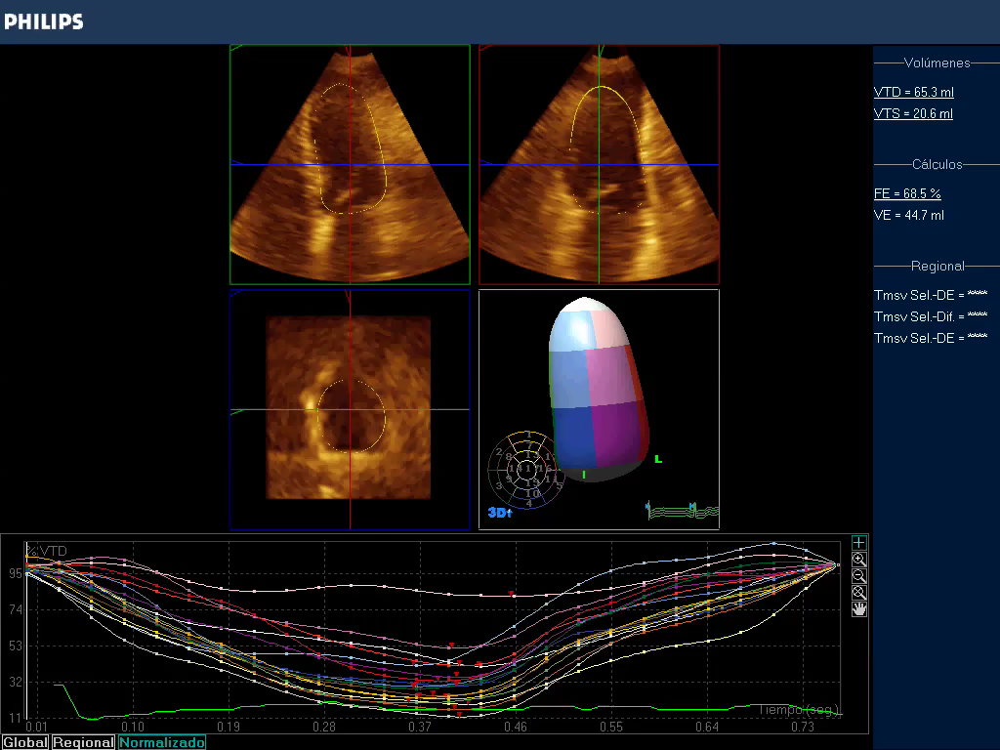 PHILIPS
Volúmenes
VTD = 65.3 ml
VTS = 20.6 ml
Cálculos
FE = 68.5 %
VE = 44.7 ml
Regional
Tmsv Sel.-DE = ****
Tmsv Sel.-Dif. = ****
Tmsv Sel.-DE = ****
L
I
3D
% VTD
95
74
53
32
11
Tiempo (seg.)
0.01 0.10 0.19 0.28 0.37 0.46 0.55 0.64 0.73
Global Regional Normalizado